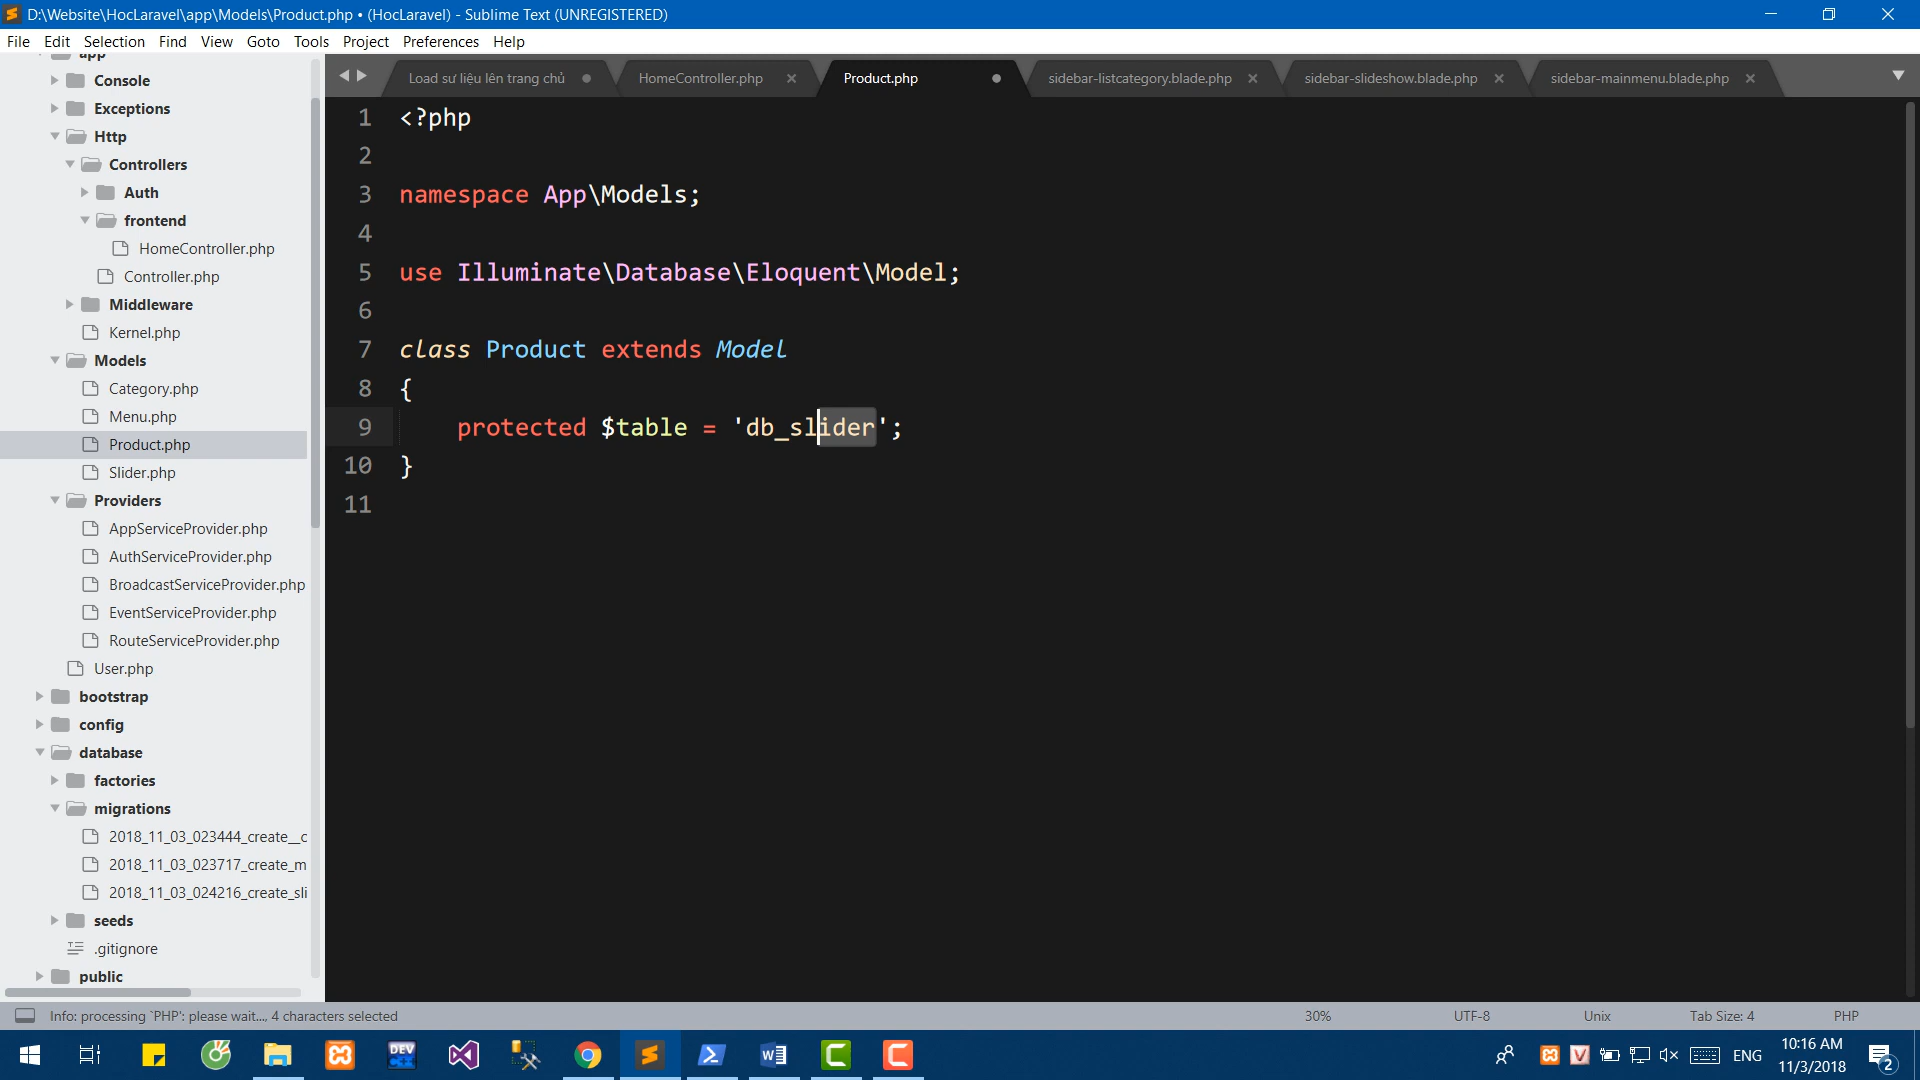 D:\Website\HocLaravel\app\Models\Product.php • (HocLaravel) - Sublime Text (UNREGISTERED)
File Edit Selection Find View Goto Tools Project Preferences Help
app
Console
Exceptions
Http
Controllers
Auth
frontend
HomeController.php
Controller.php
Middleware
Kernel.php
Models
Category.php
Menu.php
Product.php
Slider.php
Providers
AppServiceProvider.php
AuthServiceProvider.php
BroadcastServiceProvider.php
EventServiceProvider.php
RouteServiceProvider.php
User.php
bootstrap
config
database
factories
migrations
2018_11_03_023444_create__c
2018_11_03_023717_create_m
2018_11_03_024216_create_sli
seeds
.gitignore
public
Load sư liệu lên trang chủ HomeController.php Product.php sidebar-listcategory.blade.php sidebar-slideshow.blade.php sidebar-mainmenu.blade.php
1 <?php
2
3 namespace App\Models;
4
5 use Illuminate\Database\Eloquent\Model;
6
7 class Product extends Model
8 {
9 protected $table = 'db_slider';
10 }
11
Info: processing `PHP': please wait..., 4 characters selected 30% UTF-8 Unix Tab Size: 4 PHP
DEV C++ ENG 10:16 AM
11/3/2018 2